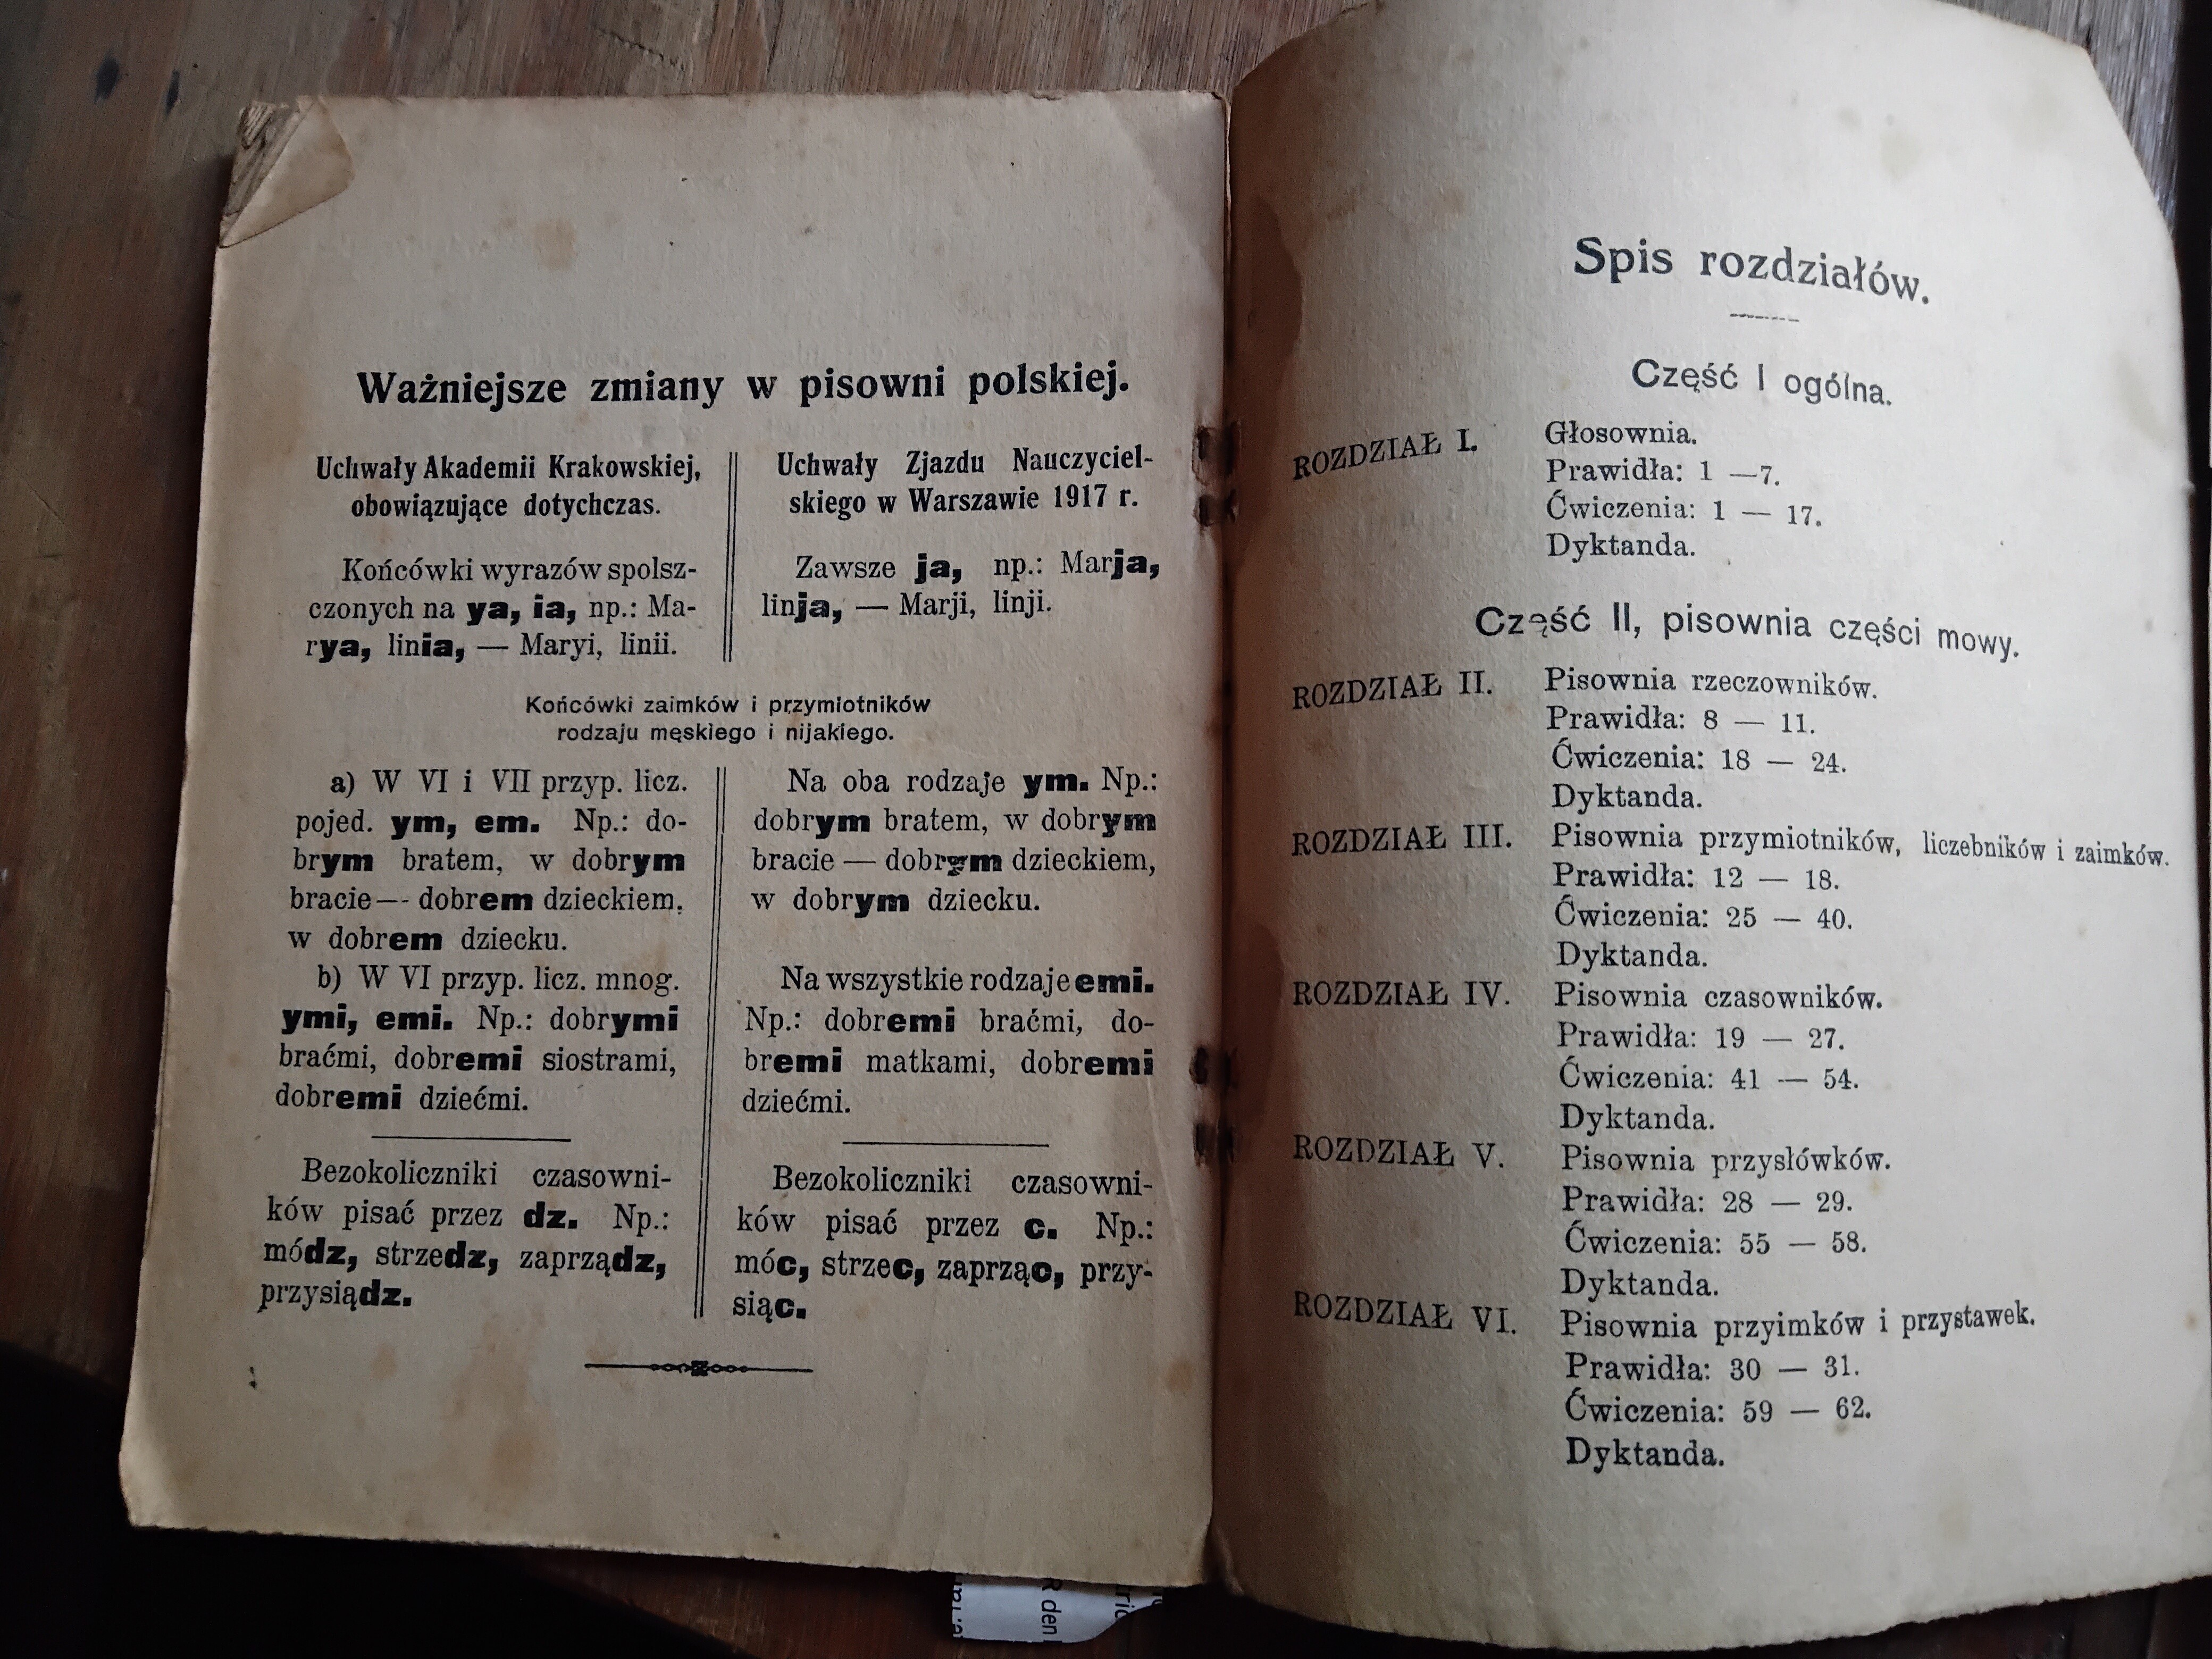 Ważniejsze zmiany w pisowni polskiej.
Uchwały Akademii Krakowskiej,
obowiązujące dotychczas.
Końcówki wyrazów spolsz-
czonych na ya, ia, np.: Ma-
rya, linia, — Maryi, linii.
Uchwały Zjazdu Nauczyciel-
skiego w Warszawie 1917 r.
Zawsze ja, np.: Marja,
linja, — Marji, linji.
Końcówki zaimków i przymiotników
rodzaju męskiego i nijakiego.
a) W VI i VII przyp. licz.
pojed. ym, em. Np.: do-
brym bratem, w dobrym
bracie — dobrem dzieckiem,
w dobrem dziecku.
b) W VI przyp. licz. mnog.
ymi, emi. Np.: dobrymi
braćmi, dobremi siostrami,
dobremi dziećmi.
Bezokoliczniki czasowni-
ków pisać przez dz. Np.:
módz, strzedz, zaprządz,
przysiądz.
Na oba rodzaje ym. Np.:
dobrym bratem, w dobrym
bracie — dobrym dzieckiem,
w dobrym dziecku.
Na wszystkie rodzaje emi.
Np.: dobremi braćmi, do-
bremi matkami, dobremi
dziećmi.
Bezokoliczniki czasowni-
ków pisać przez c. Np.:
móc, strzec, zaprząc, przy-
siąc.
Spis rozdziałów.
Część I ogólna.
ROZDZIAŁ I. Głosownia.
Prawidła: 1 — 7.
Ćwiczenia: 1 — 17.
Dyktanda.
Część II, pisownia części mowy.
ROZDZIAŁ II. Pisownia rzeczowników.
Prawidła: 8 — 11.
Ćwiczenia: 18 — 24.
Dyktanda.
ROZDZIAŁ III. Pisownia przymiotników, liczebników i zaimków.
Prawidła: 12 — 18.
Ćwiczenia: 25 — 40.
Dyktanda.
ROZDZIAŁ IV. Pisownia czasowników.
Prawidła: 19 — 27.
Ćwiczenia: 41 — 54.
Dyktanda.
ROZDZIAŁ V. Pisownia przysłówków.
Prawidła: 28 — 29.
Ćwiczenia: 55 — 58.
Dyktanda.
ROZDZIAŁ VI. Pisownia przyimków i przystawek.
Prawidła: 30 — 31.
Ćwiczenia: 59 — 62.
Dyktanda.
den